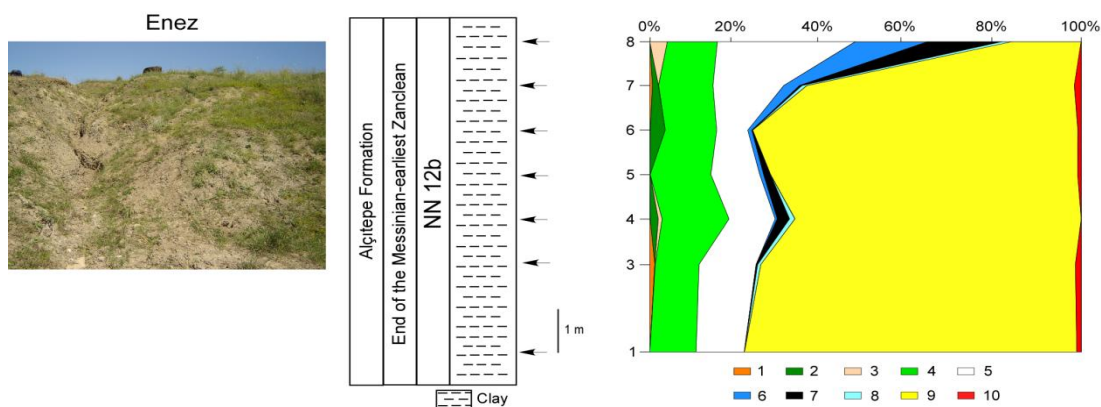 Enez
Alçıtepe Formation
End of the Messinian-earliest Zanclean
NN 12b
1 m
Clay
0% 20% 40% 60% 80% 100%
8
7
6
5
4
3
1
1 2 3 4 5
6 7 8 9 10